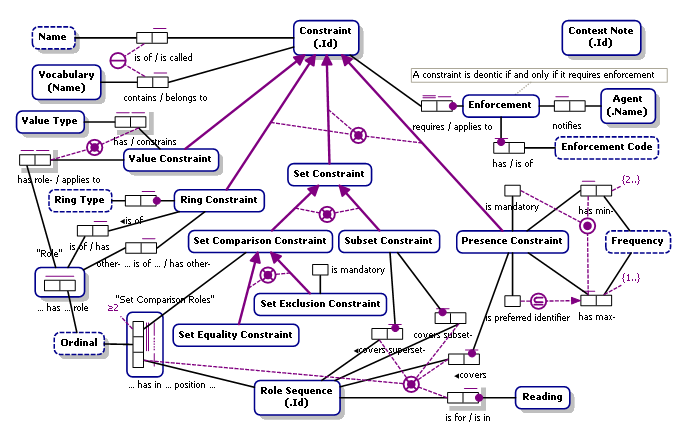 Name
Constraint
(.Id)
Context Note
(.Id)
is of / is called
Vocabulary
(Name)
A constraint is deontic if and only if it requires enforcement
contains / belongs to
Enforcement
Agent
(.Name)
Value Type
requires / applies to
notifies
has / constrains
Enforcement Code
Value Constraint
has / is of
has role- / applies to
Set Constraint
{2..}
Ring Type
Ring Constraint
is mandatory
has min-
◂is of
is of / has
Set Comparison Constraint
Subset Constraint
Presence Constraint
Frequency
"Role"
other- ... is of ... / has other-
is mandatory
{1..}
... has ... role
"Set Comparison Roles"
Set Exclusion Constraint
≥2
is preferred identifier
has max-
Set Equality Constraint
covers subset-
Ordinal
◂covers superset-
◂covers
... has in ... position ...
Role Sequence
(.Id)
Reading
is for / is in